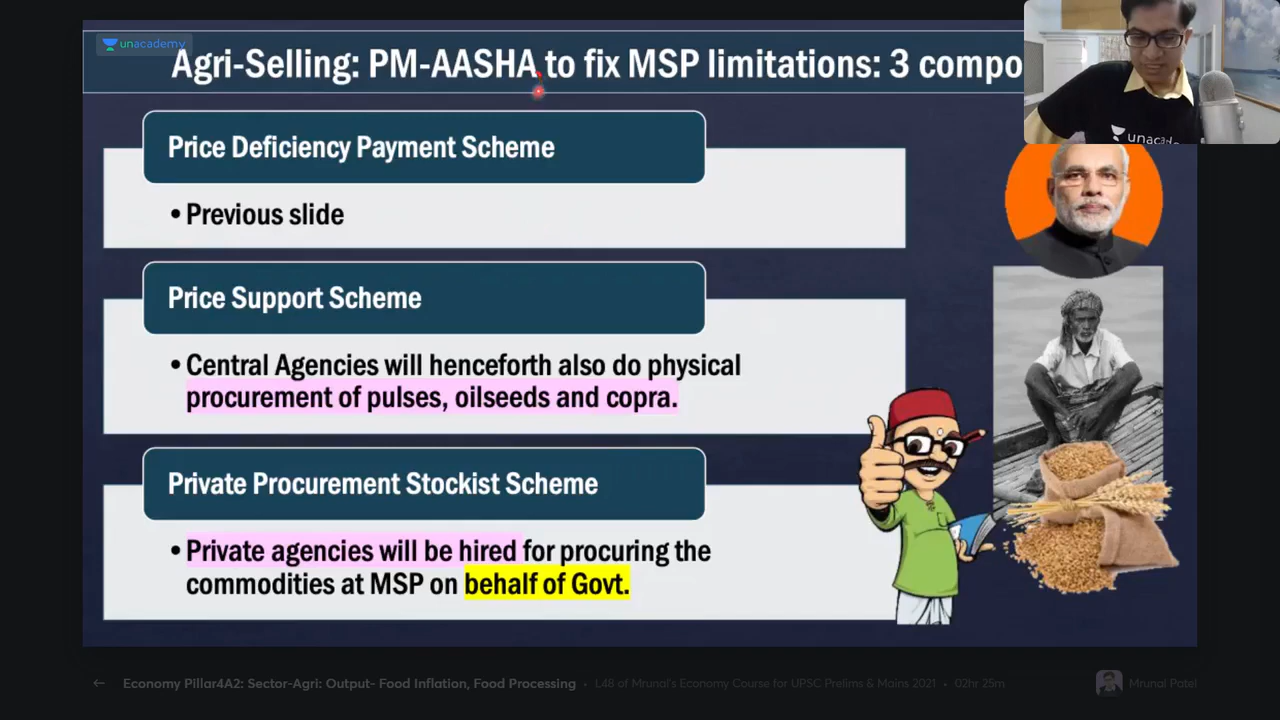 unacademy
Agri-Selling: PM-AASHA to fix MSP limitations: 3 compo
unacade
Price Deficiency Payment Scheme
• Previous slide
Price Support Scheme
• Central Agencies will henceforth also do physical
procurement of pulses, oilseeds and copra.
Private Procurement Stockist Scheme
• Private agencies will be hired for procuring the
commodities at MSP on behalf of Govt.
← Economy Pillar4A2: Sector-Agri: Output- Food Inflation, Food Processing • L48 of Mrunal's Economy Course for UPSC Prelims & Mains 2021 • 02hr 25m
Mrunal Patel